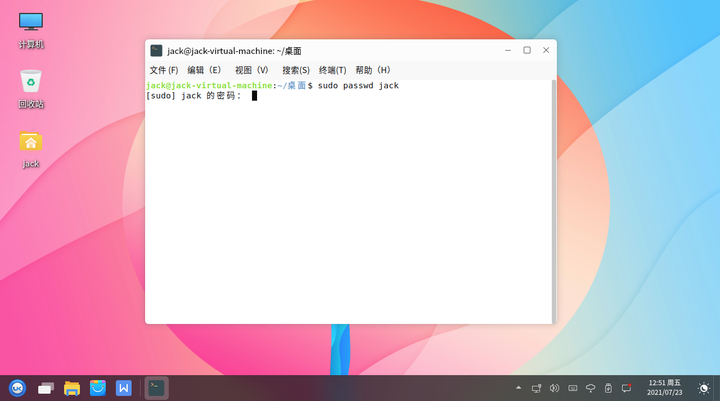 计算机
回收站
jack
jack@jack-virtual-machine: ~/桌面
文件(F) 编辑（E） 视图（V） 搜索(S) 终端(T) 帮助（H）
jack@jack-virtual-machine:~/桌面$ sudo passwd jack
[sudo] jack 的密码：
UK
W
12:51 周五
2021/07/23